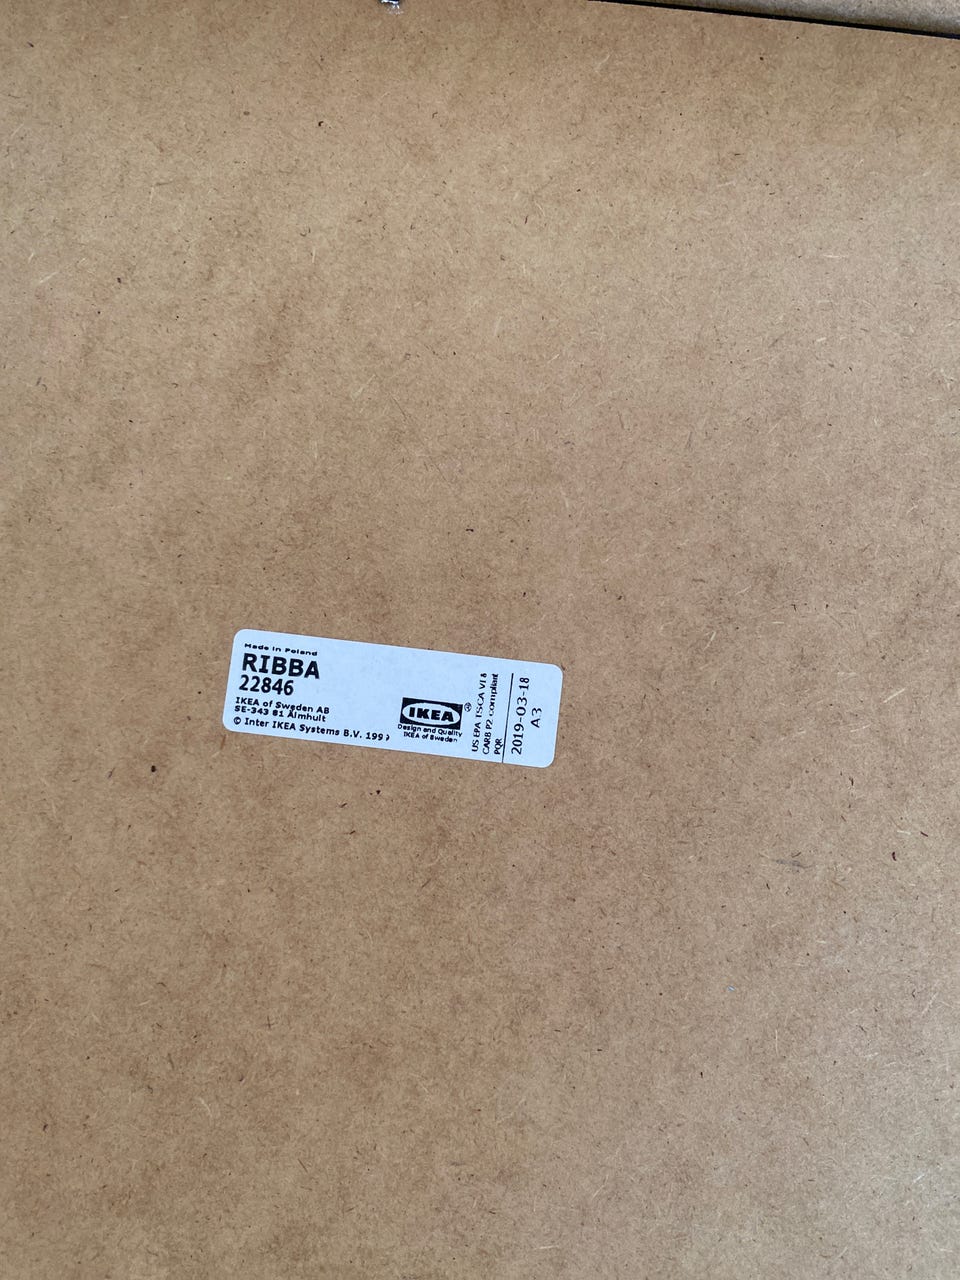 Made in Poland
RIBBA
22846
IKEA of Sweden AB
SE-343 81 Älmhult
© Inter IKEA Systems B.V.
IKEA ®
Design and Quality
IKEA of Sweden
US EPA TSCA VI &
CARB P2 compliant
PQR
2019-03-18
A3